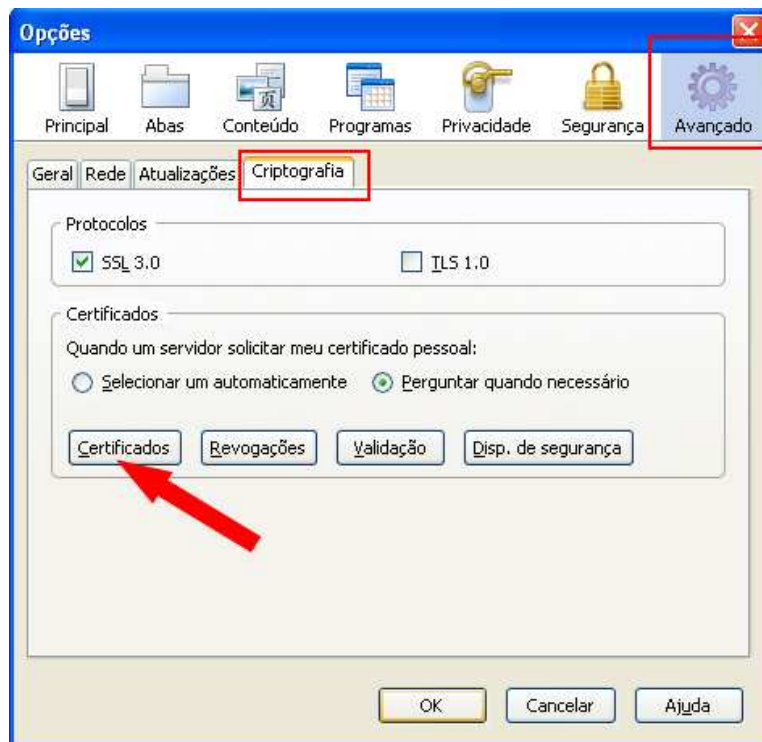 Opções
Principal Abas Conteúdo Programas Privacidade Segurança Avançado
Geral Rede Atualizações Criptografia
Protocolos
SSL 3.0 TLS 1.0
Certificados
Quando um servidor solicitar meu certificado pessoal:
Selecionar um automaticamente Perguntar quando necessário
Certificados Revogações Validação Disp. de segurança
OK Cancelar Ajuda